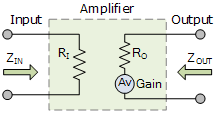 Amplifier
Input
Output
Z IN
R I
R O
Z OUT
Av
Gain